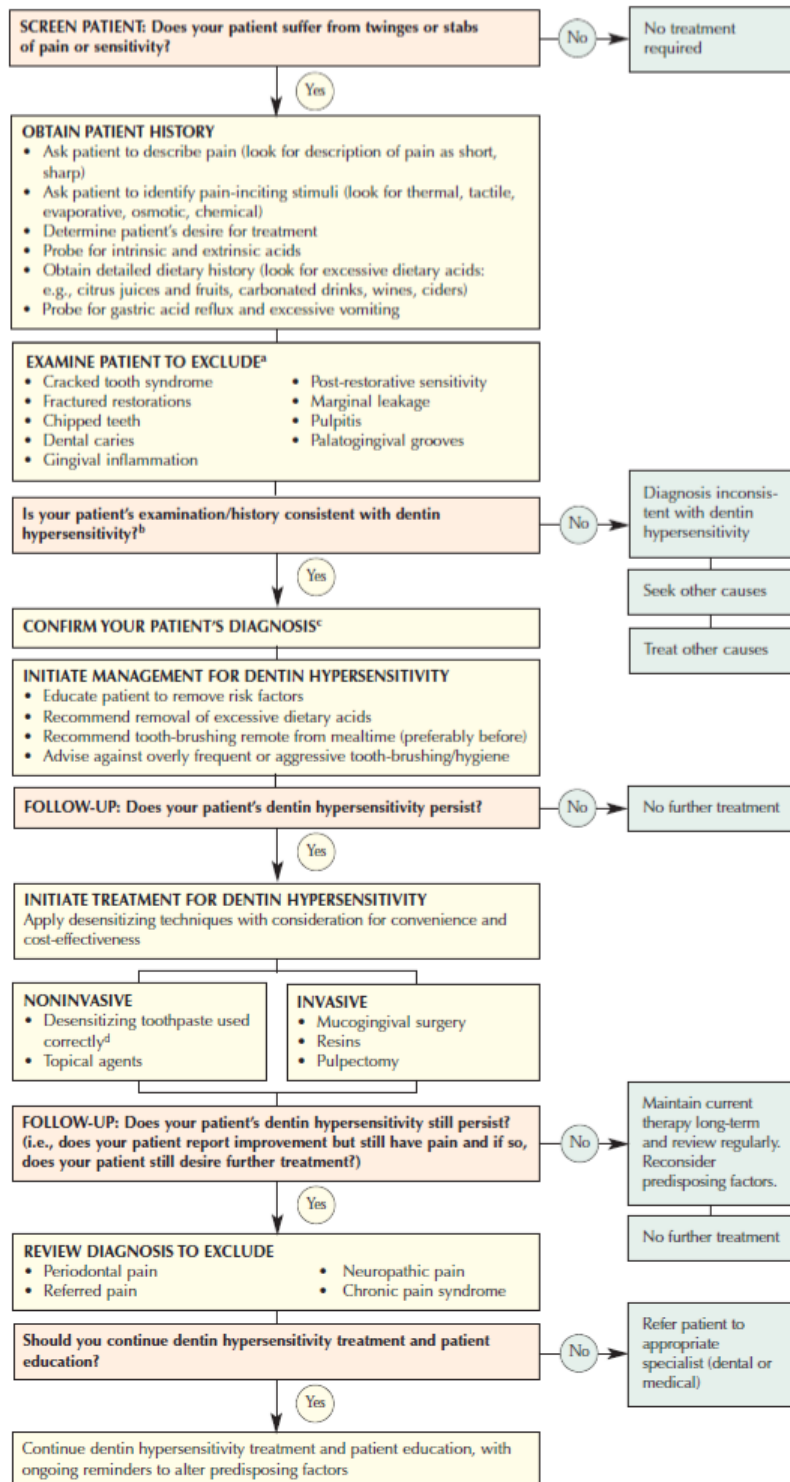 SCREEN PATIENT: Does your patient suffer from twinges or stabs
of pain or sensitivity?
No
No treatment
required
Yes
OBTAIN PATIENT HISTORY
• Ask patient to describe pain (look for description of pain as short,
sharp)
• Ask patient to identify pain-inciting stimuli (look for thermal, tactile,
evaporative, osmotic, chemical)
• Determine patient's desire for treatment
• Probe for intrinsic and extrinsic acids
• Obtain detailed dietary history (look for excessive dietary acids:
e.g., citrus juices and fruits, carbonated drinks, wines, ciders)
• Probe for gastric acid reflux and excessive vomiting
EXAMINE PATIENT TO EXCLUDEᵃ
• Cracked tooth syndrome
• Fractured restorations
• Chipped teeth
• Dental caries
• Gingival inflammation
• Post-restorative sensitivity
• Marginal leakage
• Pulpitis
• Palatogingival grooves
Is your patient's examination/history consistent with dentin
hypersensitivity?ᵇ
No
Diagnosis inconsis-
tent with dentin
hypersensitivity
Seek other causes
Treat other causes
Yes
CONFIRM YOUR PATIENT'S DIAGNOSISᶜ
INITIATE MANAGEMENT FOR DENTIN HYPERSENSITIVITY
• Educate patient to remove risk factors
• Recommend removal of excessive dietary acids
• Recommend tooth-brushing remote from mealtime (preferably before)
• Advise against overly frequent or aggressive tooth-brushing/hygiene
FOLLOW-UP: Does your patient's dentin hypersensitivity persist?
No
No further treatment
Yes
INITIATE TREATMENT FOR DENTIN HYPERSENSITIVITY
Apply desensitizing techniques with consideration for convenience and
cost-effectiveness
NONINVASIVE
• Desensitizing toothpaste used
correctlyᵈ
• Topical agents
INVASIVE
• Mucogingival surgery
• Resins
• Pulpectomy
FOLLOW-UP: Does your patient's dentin hypersensitivity still persist?
(i.e., does your patient report improvement but still have pain and if so,
does your patient still desire further treatment?)
No
Maintain current
therapy long-term
and review regularly.
Reconsider
predisposing factors.
No further treatment
Yes
REVIEW DIAGNOSIS TO EXCLUDE
• Periodontal pain
• Referred pain
• Neuropathic pain
• Chronic pain syndrome
Should you continue dentin hypersensitivity treatment and patient
education?
No
Refer patient to
appropriate
specialist (dental or
medical)
Yes
Continue dentin hypersensitivity treatment and patient education, with
ongoing reminders to alter predisposing factors